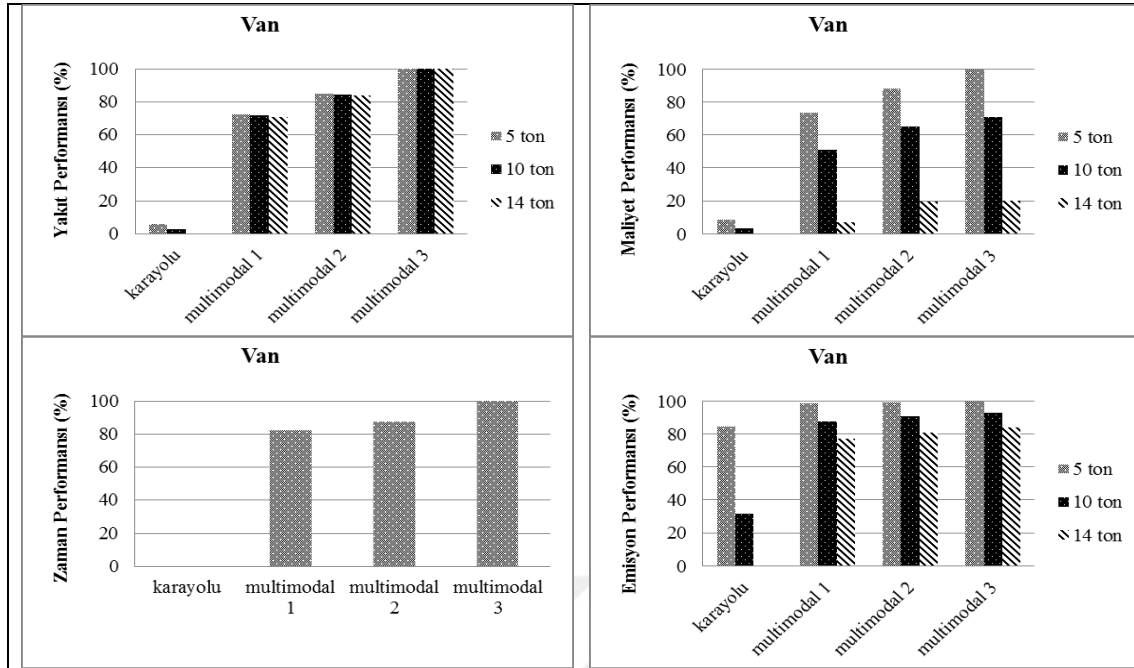 Van
Yakıt Performansı (%)
100
80
60
40
20
0
karayolu
multimodal 1
multimodal 2
multimodal 3
5 ton
10 ton
14 ton
Van
Maliyet Performansı (%)
100
80
60
40
20
0
karayolu
multimodal 1
multimodal 2
multimodal 3
5 ton
10 ton
14 ton
Van
Zaman Performansı (%)
100
80
60
40
20
0
karayolu
multimodal
1
multimodal
2
multimodal
3
Van
Emisyon Performansı (%)
100
80
60
40
20
0
karayolu
multimodal 1
multimodal 2
multimodal 3
5 ton
10 ton
14 ton